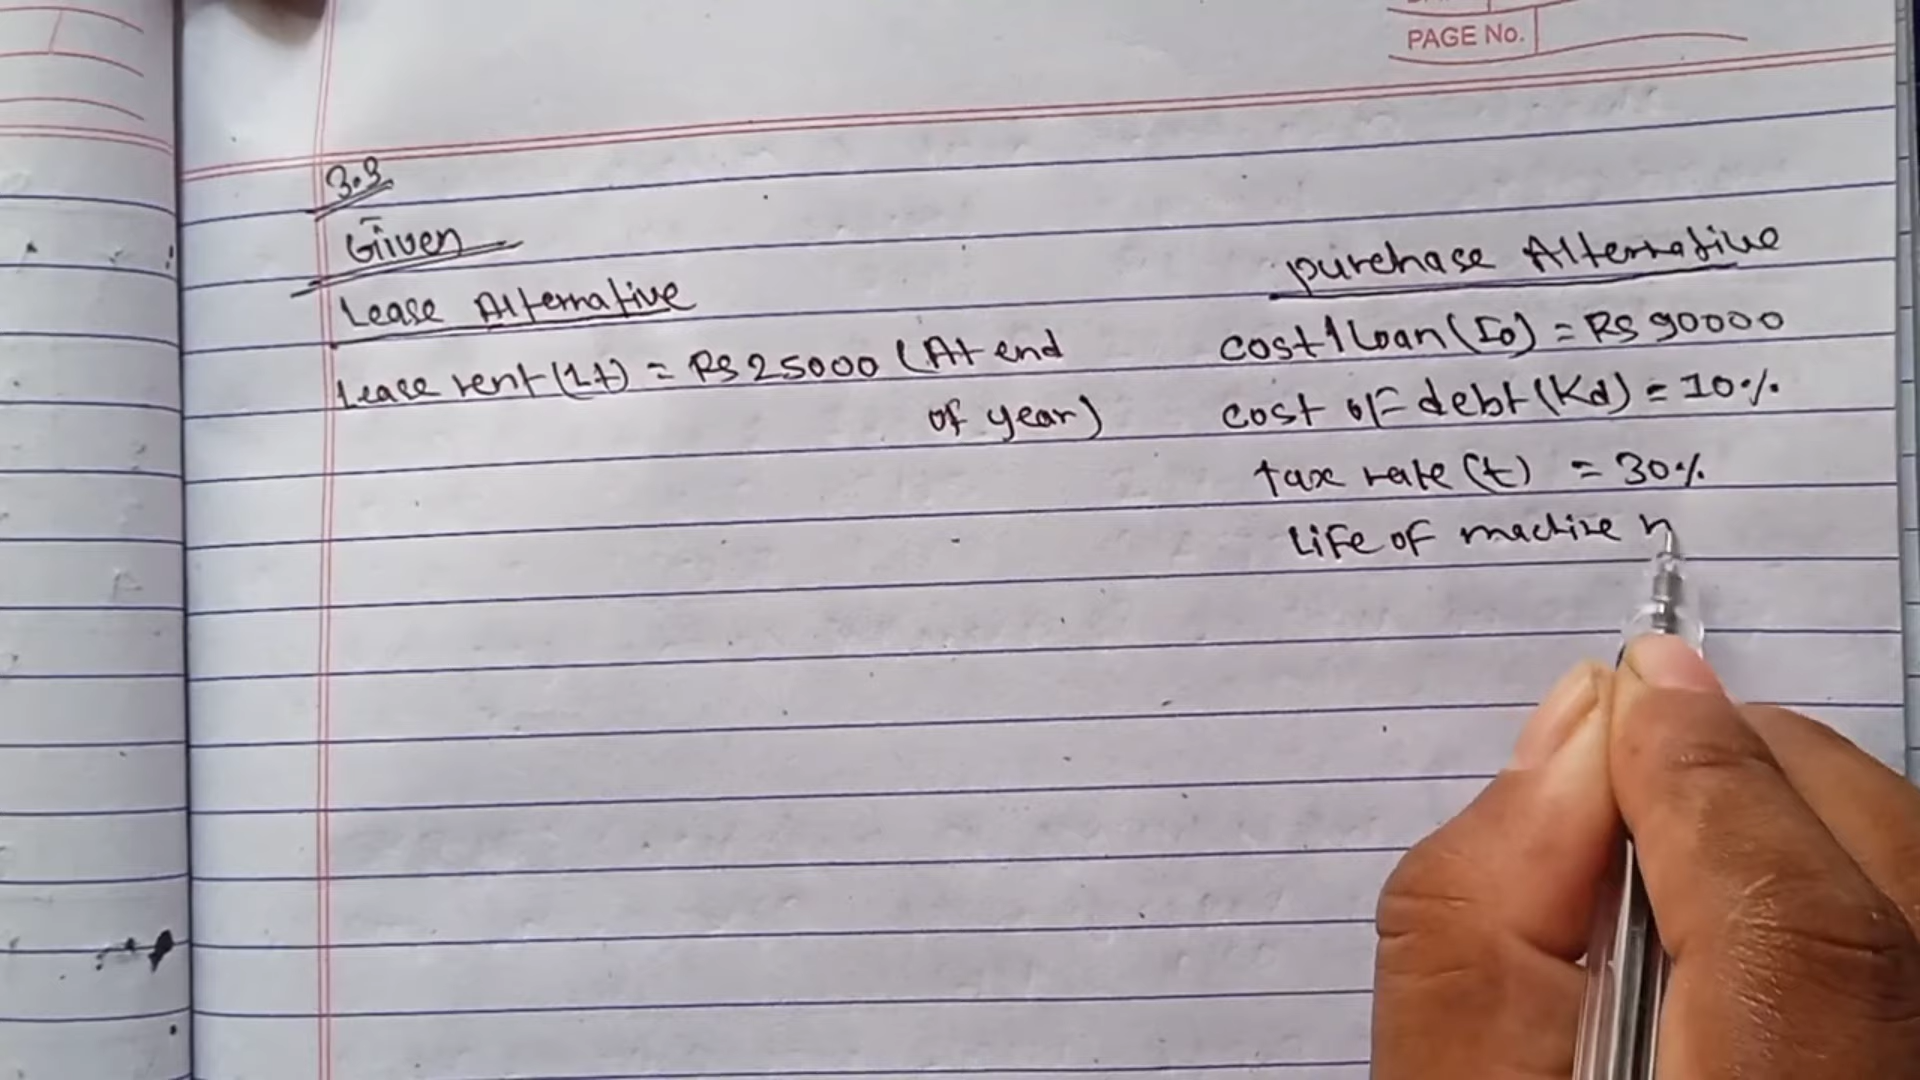 PAGE No.
3.3
Given
Lease Alternative
Lease rent (Lt) = RS 25000 (At end
of year)
purchase Alternative
cost / Loan (I0) = RS 90000
cost of debt (Kd) = 10%
tax rate (t) = 30%
Life of machine n